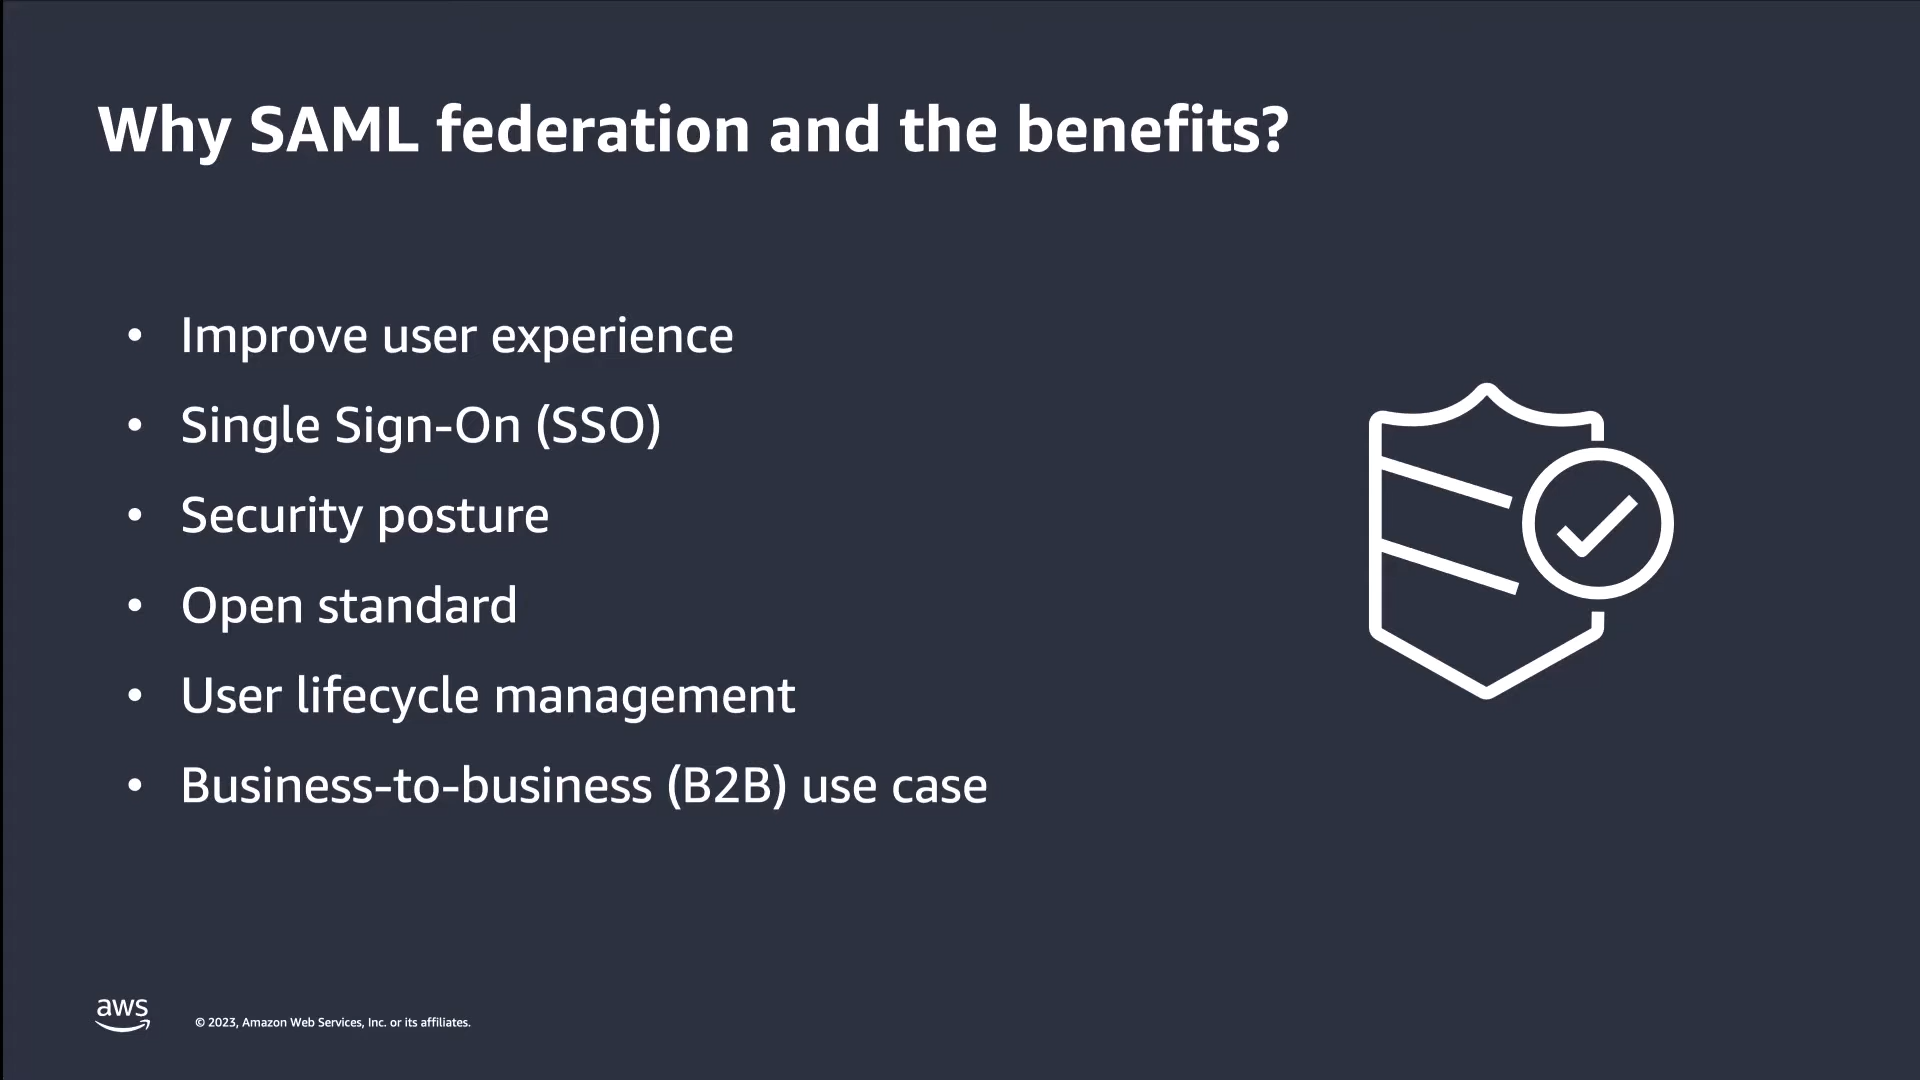 Why SAML federation and the benefits?
• Improve user experience
• Single Sign-On (SSO)
• Security posture
• Open standard
• User lifecycle management
• Business-to-business (B2B) use case
aws
© 2023, Amazon Web Services, Inc. or its affiliates.